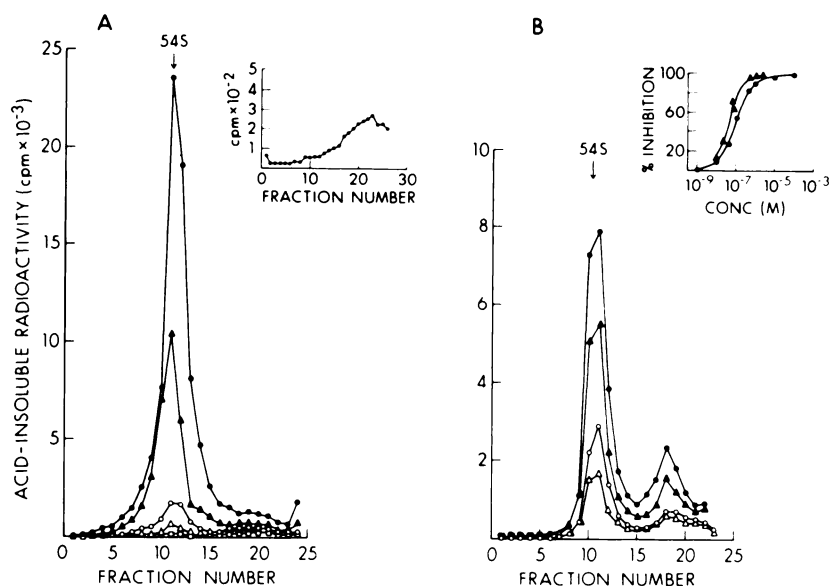 A
54S
25
20
15
10
5
ACID-INSOLUBLE RADIOACTIVITY (cpm×10⁻³)
0 5 10 15 20 25
FRACTION NUMBER
5
4
3
2
1
cpm×10⁻²
0 10 20 30
FRACTION NUMBER
B
54S
10
8
6
4
2
0 5 10 15 20 25
FRACTION NUMBER
100
60
20
% INHIBITION
10⁻⁹ 10⁻⁷ 10⁻⁵ 10⁻³
CONC (M)